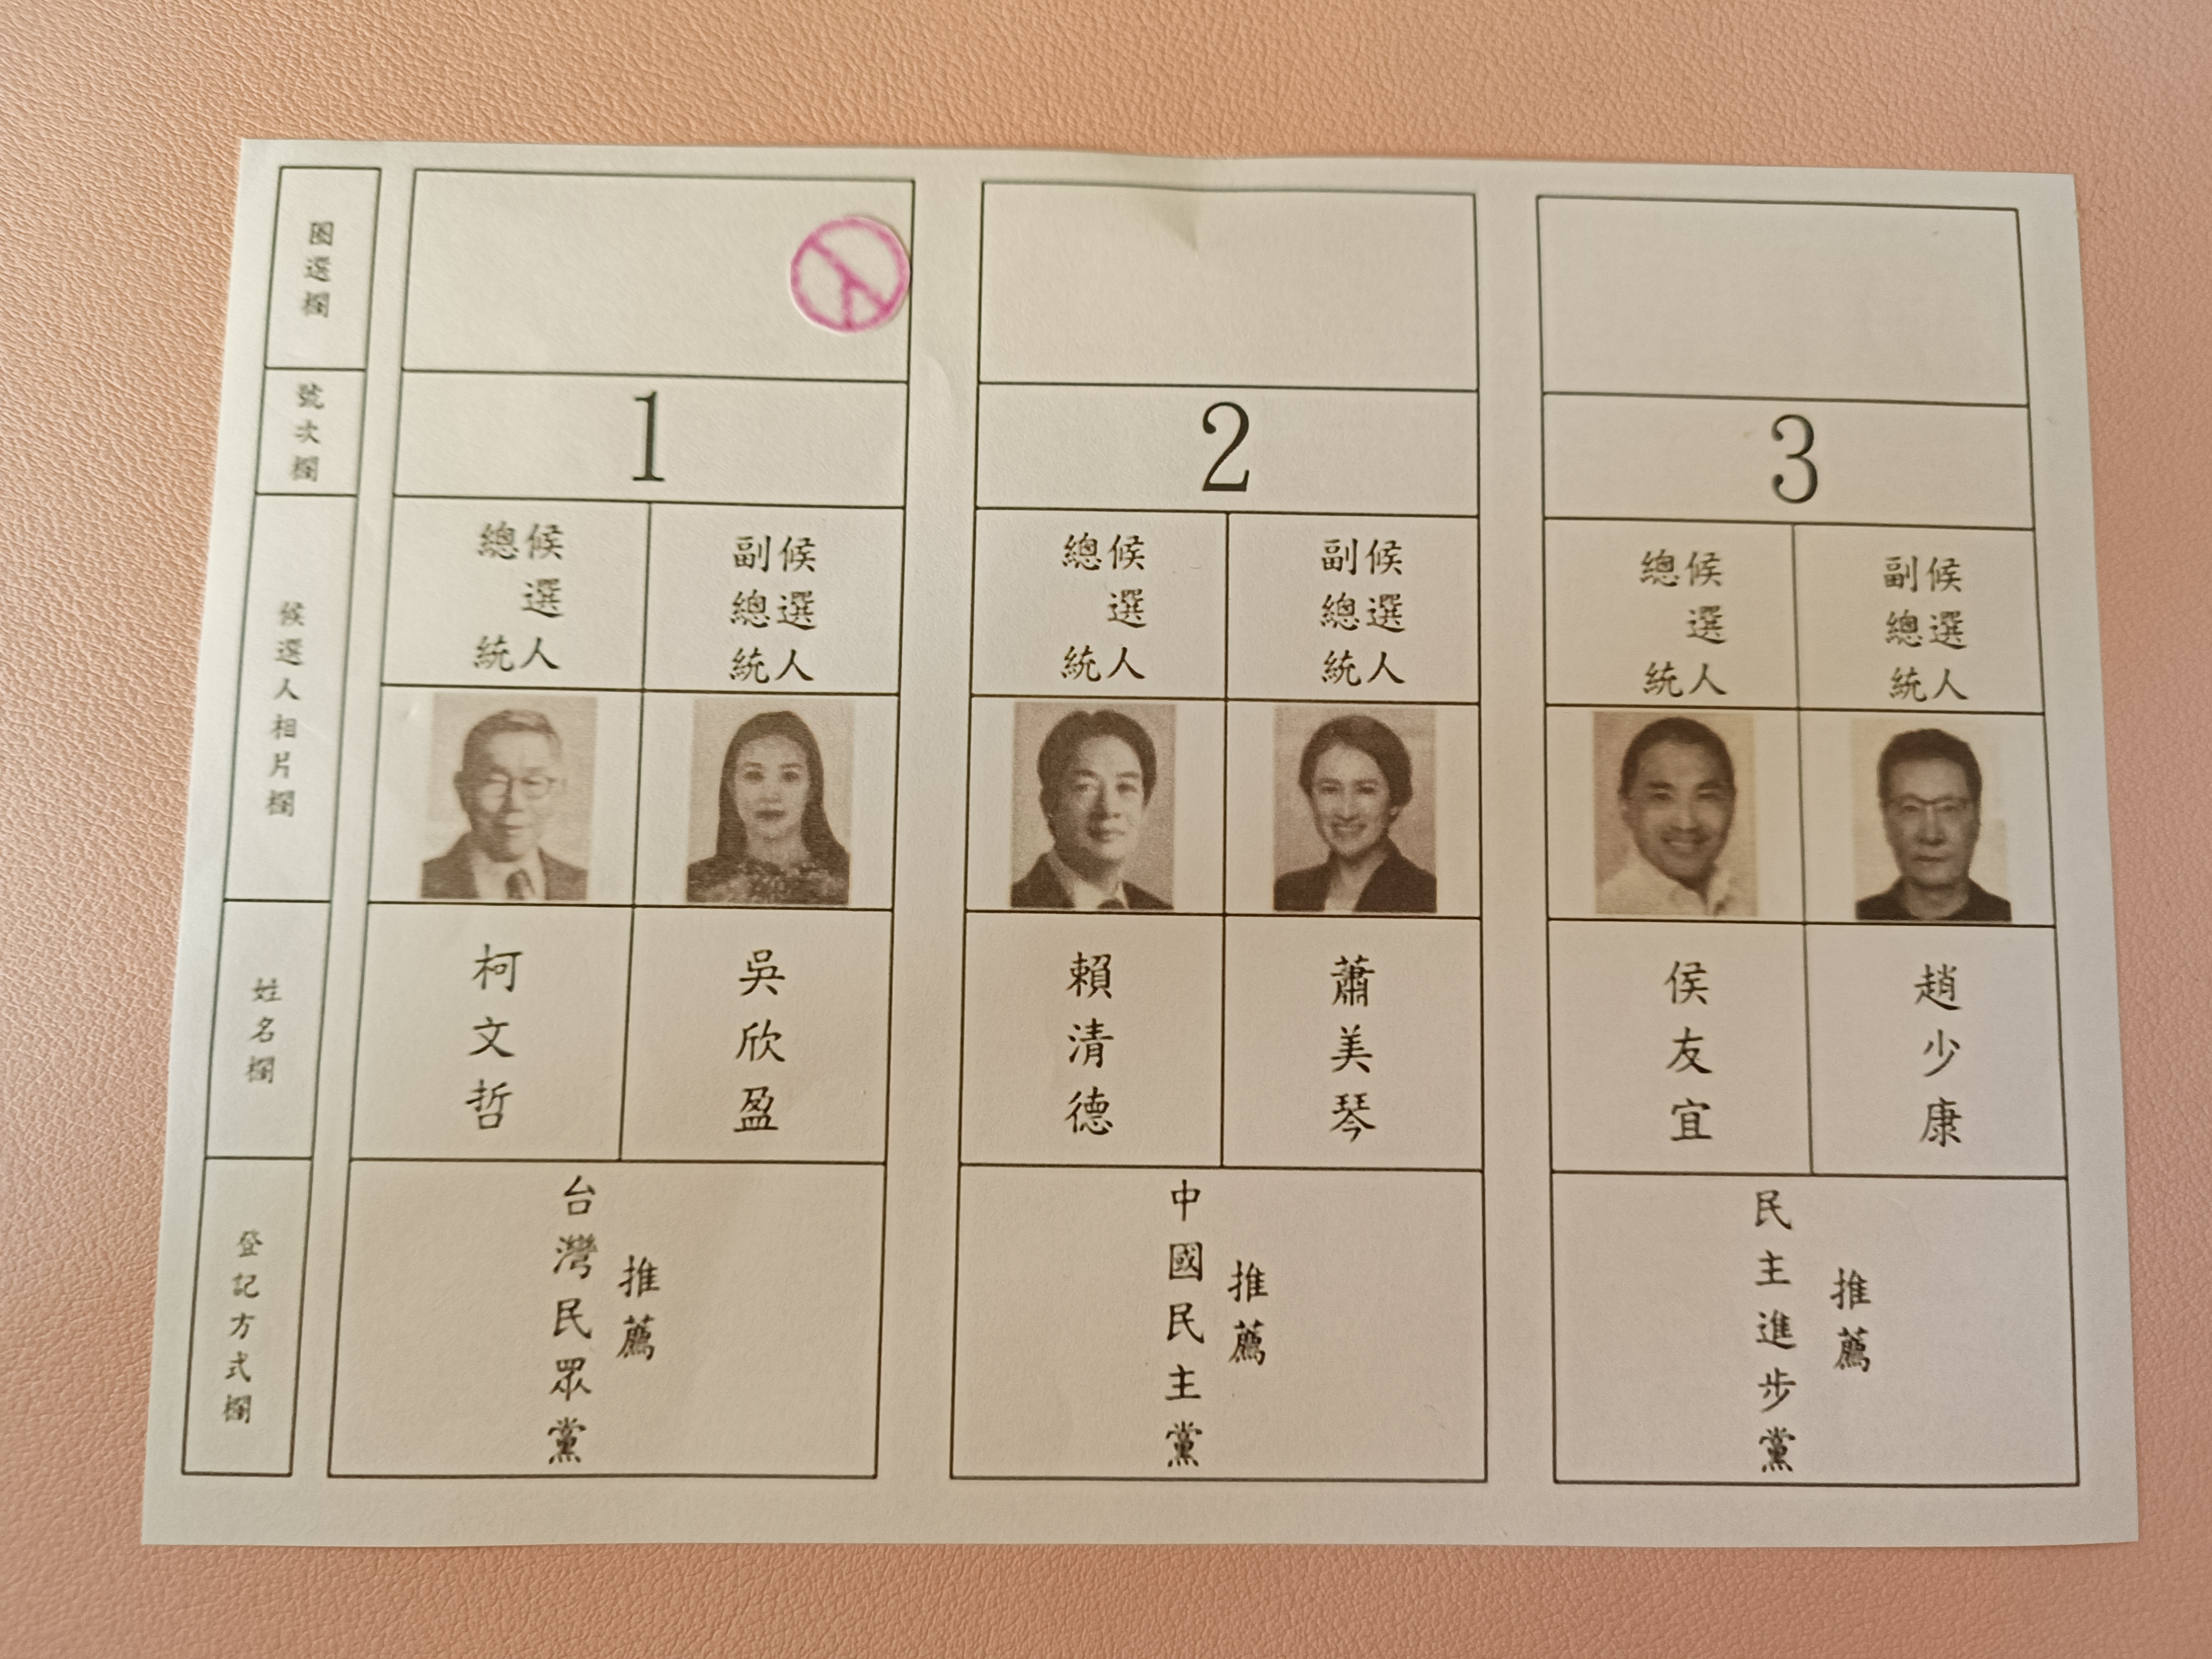 圈選欄
號次欄
候選人相片欄
姓名欄
登記方式欄
1
總統
候選人
副總統
候選人
柯文哲
吳欣盈
台灣民眾黨
推薦
2
總統
候選人
副總統
候選人
賴清德
蕭美琴
中國民主黨
推薦
3
總統
候選人
副總統
候選人
侯友宜
趙少康
民主進步黨
推薦